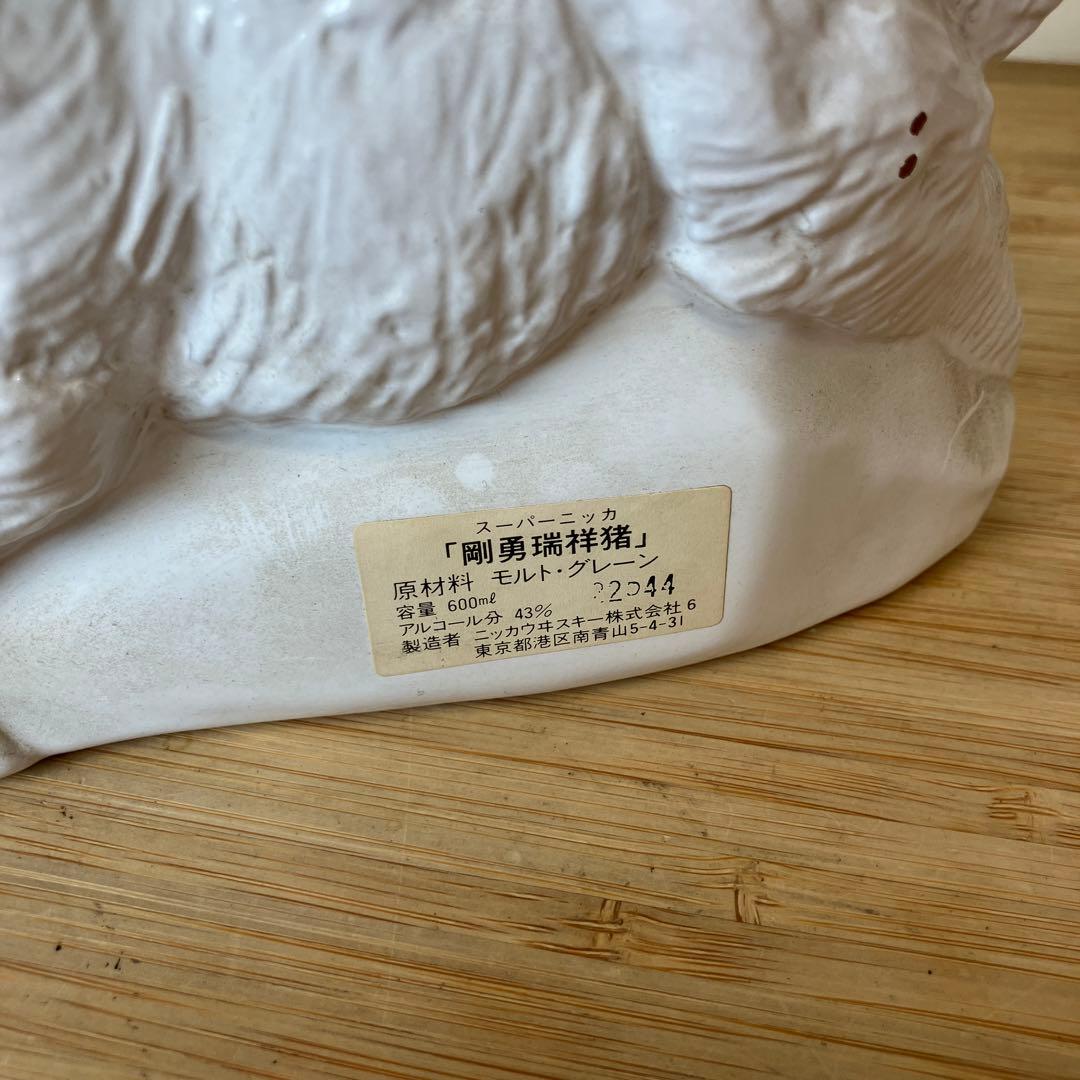 スーパーニッカ
「剛勇瑞祥猪」
原材料 モルト・グレーン
容量 600㎖
アルコール分 43%
製造者 ニッカウヰスキー株式会社 6
東京都港区南青山5-4-31